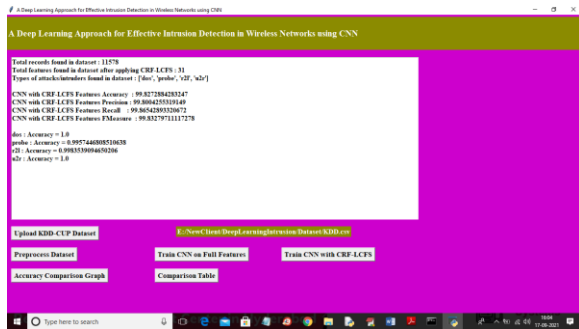 A Deep Learning Approach for Effective Intrusion Detection in Wireless Networks using CNN
A Deep Learning Approach for Effective Intrusion Detection in Wireless Networks using CNN
Total records found in dataset : 11578
Total features found in dataset after applying CRF-LCFS : 31
Types of attacks/intruders found in dataset : ['dos', 'probe', 'r2l', 'u2r']
CNN with CRF-LCFS Features Accuracy : 99.8272884283247
CNN with CRF-LCFS Features Precision : 99.8004255319149
CNN with CRF-LCFS Features Recall : 99.86542893320672
CNN with CRF-LCFS Features FMeasure : 99.83279711117278
dos : Accuracy = 1.0
probe : Accuracy = 0.9957446808510638
r2l : Accuracy = 0.9983539094650206
u2r : Accuracy = 1.0
Upload KDD-CUP Dataset
E:/NewClient/DeepLearningIntrusion/Dataset/KDD.csv
Preprocess Dataset
Train CNN on Full Features
Train CNN with CRF-LCFS
Accuracy Comparison Graph
Comparison Table
Type here to search
16:04
17-09-2021